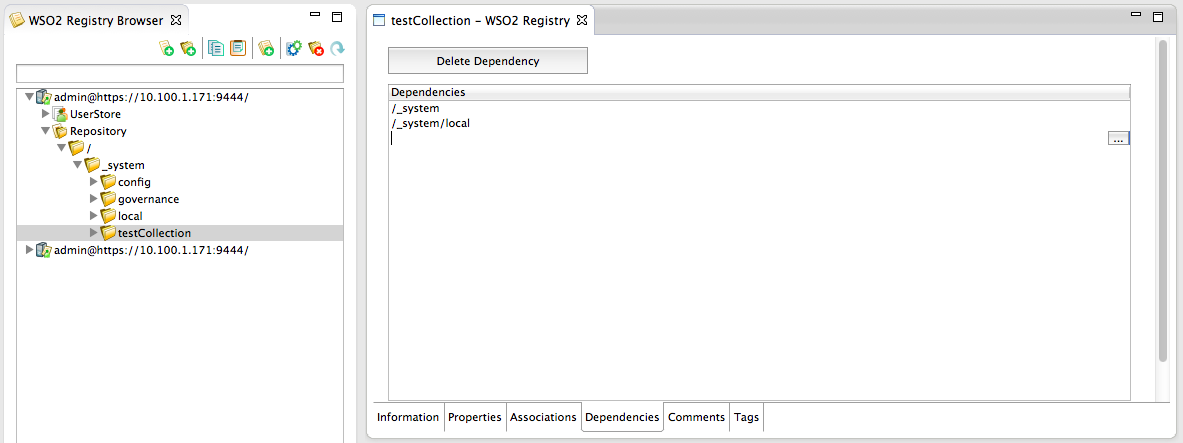 WSO2 Registry Browser
admin@https://10.100.1.171:9444/
UserStore
Repository
/
_system
config
governance
local
testCollection
admin@https://10.100.1.171:9444/
testCollection – WSO2 Registry
Delete Dependency
Dependencies
/_system
/_system/local
...
Information Properties Associations Dependencies Comments Tags